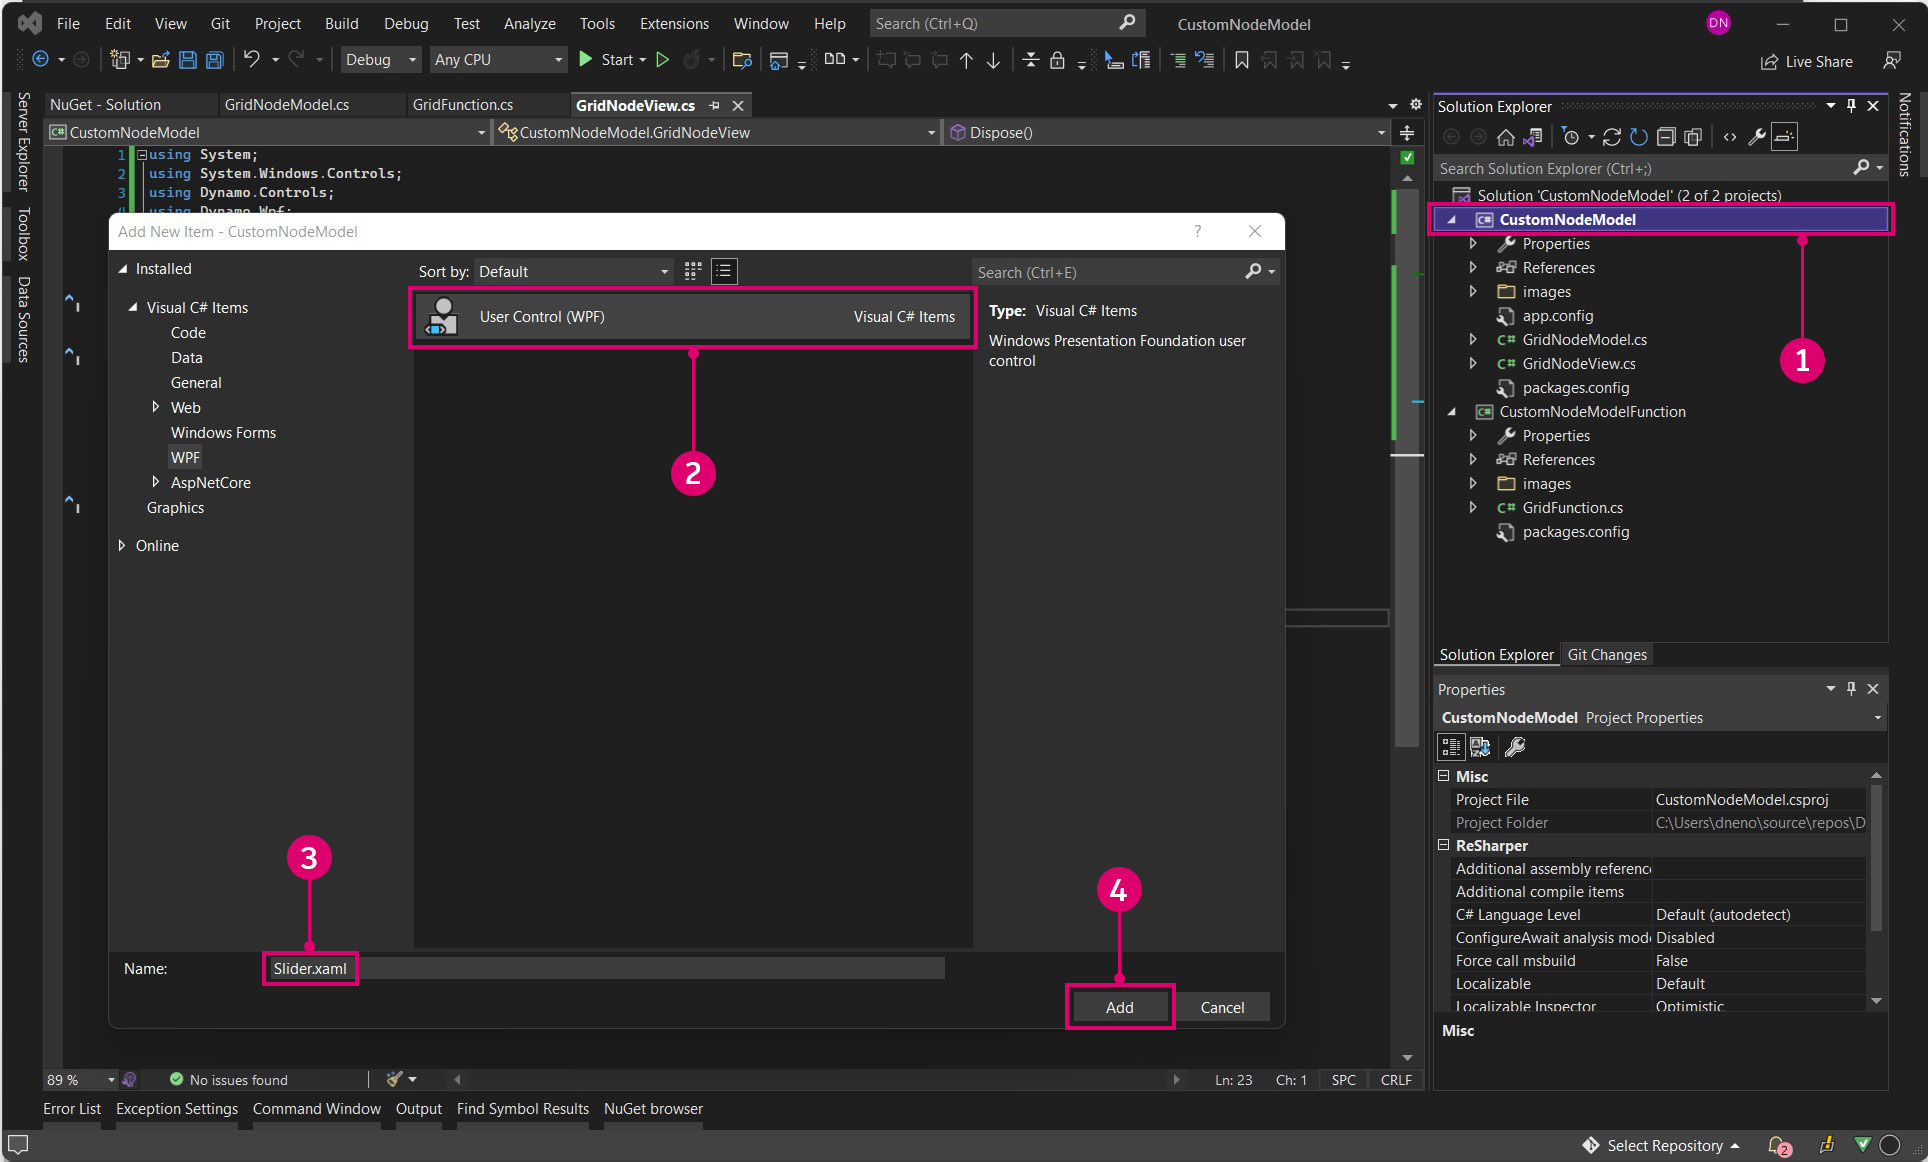 File Edit View Git Project Build Debug Test Analyze Tools Extensions Window Help Search (Ctrl+Q) CustomNodeModel DN
Debug Any CPU Start Live Share
Server Explorer
Toolbox
Data Sources
NuGet - Solution GridNodeModel.cs GridFunction.cs GridNodeView.cs
CustomNodeModel CustomNodeModel.GridNodeView Dispose()
1 using System;
2 using System.Windows.Controls;
3 using Dynamo.Controls;
4 using Dynamo.Wpf;
Add New Item - CustomNodeModel ?
Installed
Visual C# Items
Code
Data
General
Web
Windows Forms
WPF
AspNetCore
Graphics
Online
Sort by: Default
User Control (WPF) Visual C# Items
2
Search (Ctrl+E)
Type: Visual C# Items
Windows Presentation Foundation user
control
3
4
Name: Slider.xaml
Add Cancel
89 % No issues found Ln: 23 Ch: 1 SPC CRLF
Error List Exception Settings Command Window Output Find Symbol Results NuGet browser
Solution Explorer
Search Solution Explorer (Ctrl+;)
Solution 'CustomNodeModel' (2 of 2 projects)
CustomNodeModel
Properties
References
images
app.config
GridNodeModel.cs
GridNodeView.cs
packages.config
CustomNodeModelFunction
Properties
References
images
GridFunction.cs
packages.config
1
Solution Explorer Git Changes
Properties
CustomNodeModel Project Properties
Misc
Project File CustomNodeModel.csproj
Project Folder C:\Users\dneno\source\repos\D
ReSharper
Additional assembly referenc
Additional compile items
C# Language Level Default (autodetect)
ConfigureAwait analysis mod Disabled
Force call msbuild False
Localizable Default
Localizable Inspector Optimistic
Misc
Notifications
Select Repository 2